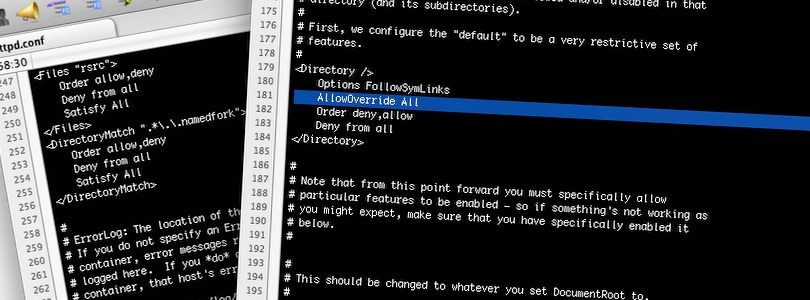 ttpd.conf
58:30
247 <Files "rsrc">
248 Order allow,deny
249 Deny from all
250 Satisfy All
251 </Files>
252 <DirectoryMatch ".*\.\.namedfork">
253 Order allow,deny
254 Deny from all
255 Satisfy All
256 </DirectoryMatch>
257
258 #
259 # ErrorLog: The location of th
260 # If you do not specify an Err
261 # container, error messages r
262 # logged here. If you *do*
# container, that host's err
disabled in that
175 directory (and its subdirectories).
176 #
177 # First, we configure the "default" to be a very restrictive set of
178 # features.
178 #
179 <Directory />
180 Options FollowSymLinks
181 AllowOverride All
182 Order deny,allow
183 Deny from all
184 </Directory>
185
186 #
187 # Note that from this point forward you must specifically allow
188 # particular features to be enabled - so if something's not working as
189 # you might expect, make sure that you have specifically enabled it
190 # below.
191 #
192
193 #
194 # This should be changed to whatever you set DocumentRoot to.
195 #